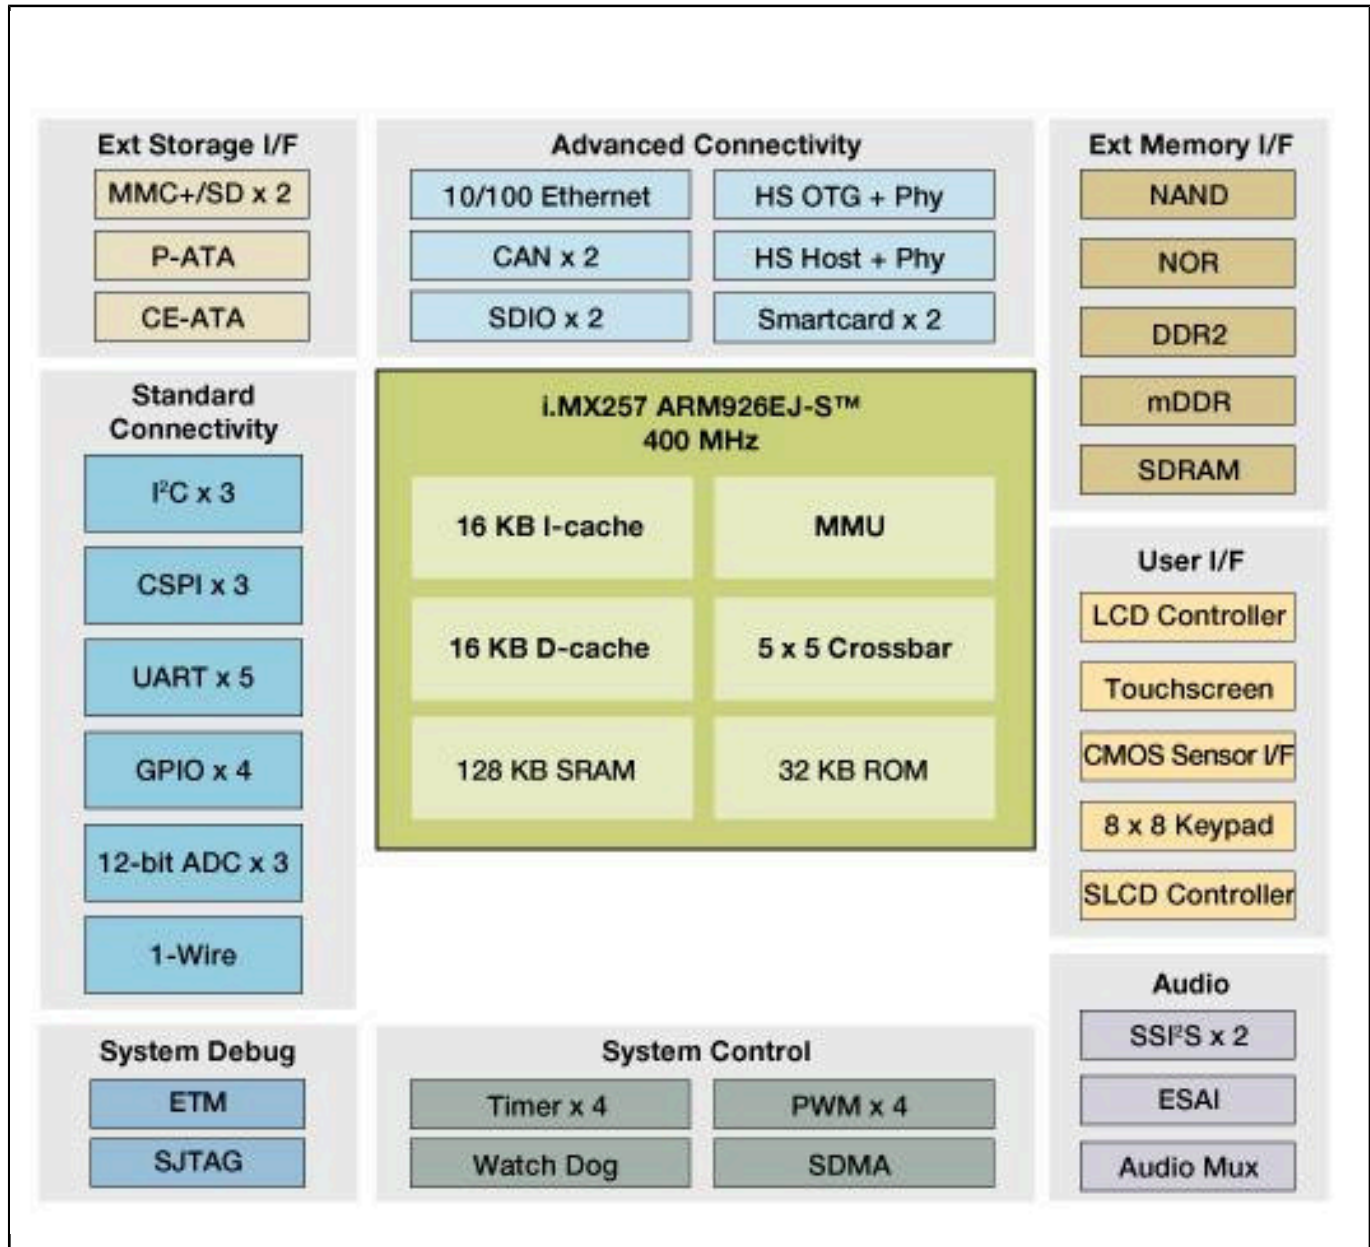 Ext Storage I/F
MMC+/SD x 2
P-ATA
CE-ATA
Advanced Connectivity
10/100 Ethernet
HS OTG + Phy
CAN x 2
HS Host + Phy
SDIO x 2
Smartcard x 2
Ext Memory I/F
NAND
NOR
DDR2
mDDR
SDRAM
Standard
Connectivity
I²C x 3
CSPI x 3
UART x 5
GPIO x 4
12-bit ADC x 3
1-Wire
i.MX257 ARM926EJ-S™
400 MHz
16 KB I-cache
MMU
16 KB D-cache
5 x 5 Crossbar
128 KB SRAM
32 KB ROM
User I/F
LCD Controller
Touchscreen
CMOS Sensor I/F
8 x 8 Keypad
SLCD Controller
System Debug
ETM
SJTAG
System Control
Timer x 4
PWM x 4
Watch Dog
SDMA
Audio
SSI²S x 2
ESAI
Audio Mux